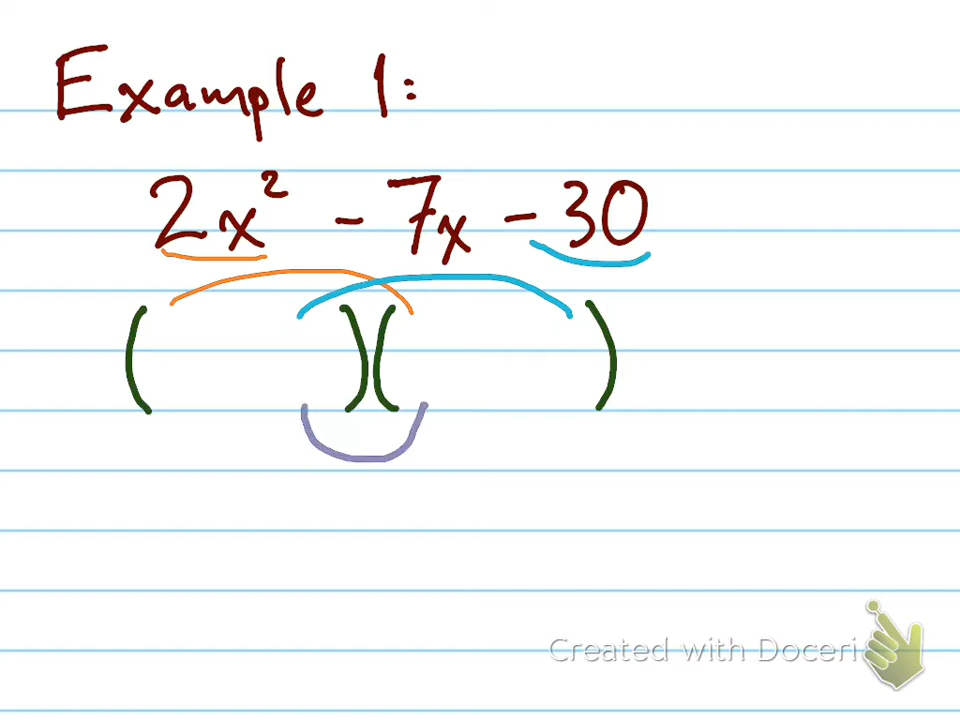 Example 1:
2x² - 7x - 30
(    )(    )
Created with Doceri